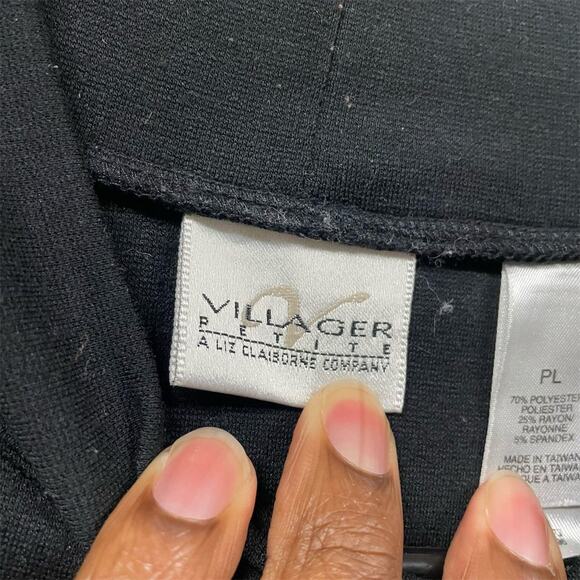 VILLAGER
PETITE
A LIZ CLAIBORNE COMPANY
PL
70% POLYESTER
POLIESTER
25% RAYON/
RAYONNE
5% SPANDEX
MADE IN TAIWAN
HECHO EN TAIWAN
A TAIWA